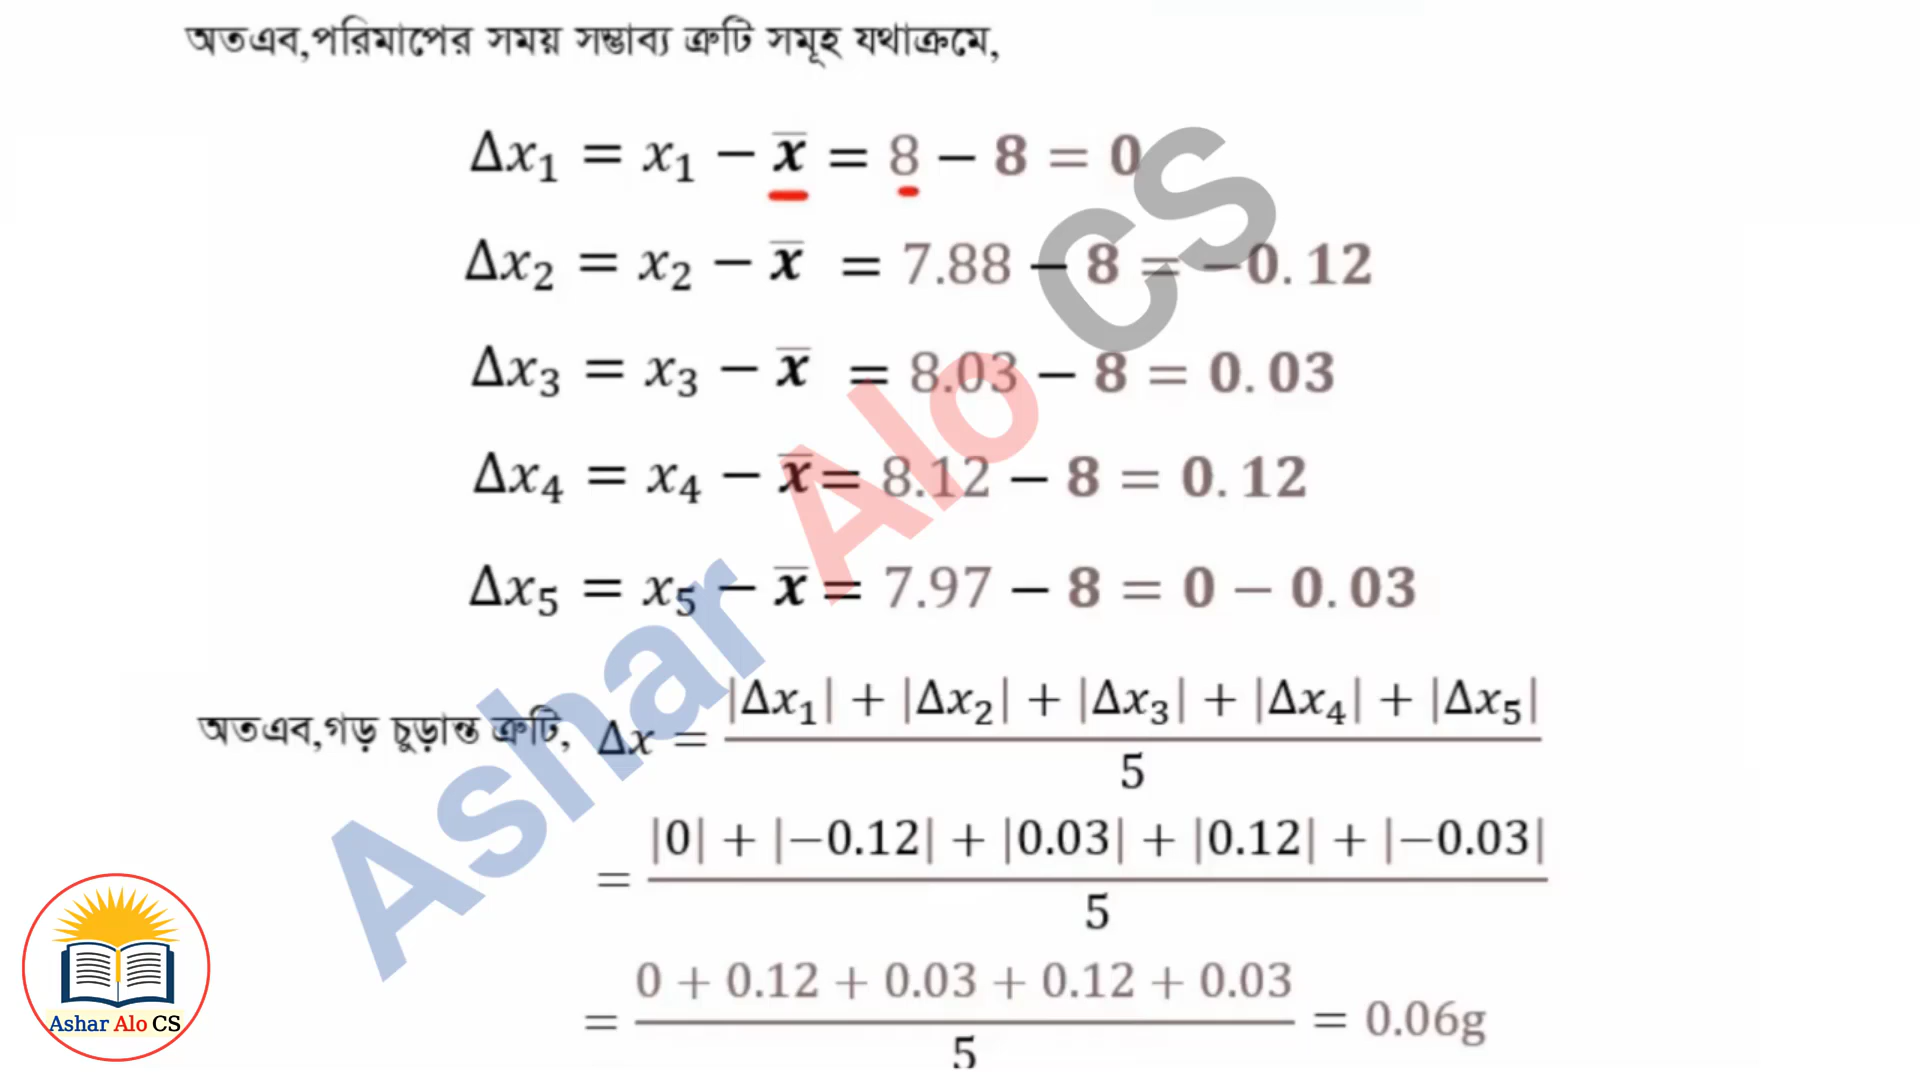 অতএব,পরিমাপের সময় সম্ভাব্য ত্রুটি সমূহ যথাক্রমে,
Δx₁ = x₁ − x̅ = 8 − 8 = 0
Δx₂ = x₂ − x̅ = 7.88 − 8 = −0.12
Δx₃ = x₃ − x̅ = 8.03 − 8 = 0.03
Δx₄ = x₄ − x̅ = 8.12 − 8 = 0.12
Δx₅ = x₅ − x̅ = 7.97 − 8 = 0 − 0.03
অতএব,গড় চুড়ান্ত ত্রুটি, Δx = |Δx₁| + |Δx₂| + |Δx₃| + |Δx₄| + |Δx₅|
5
= |0| + |−0.12| + |0.03| + |0.12| + |−0.03|
5
= 0 + 0.12 + 0.03 + 0.12 + 0.03 = 0.06g
5
Ashar Alo CS
Ashar Alo CS